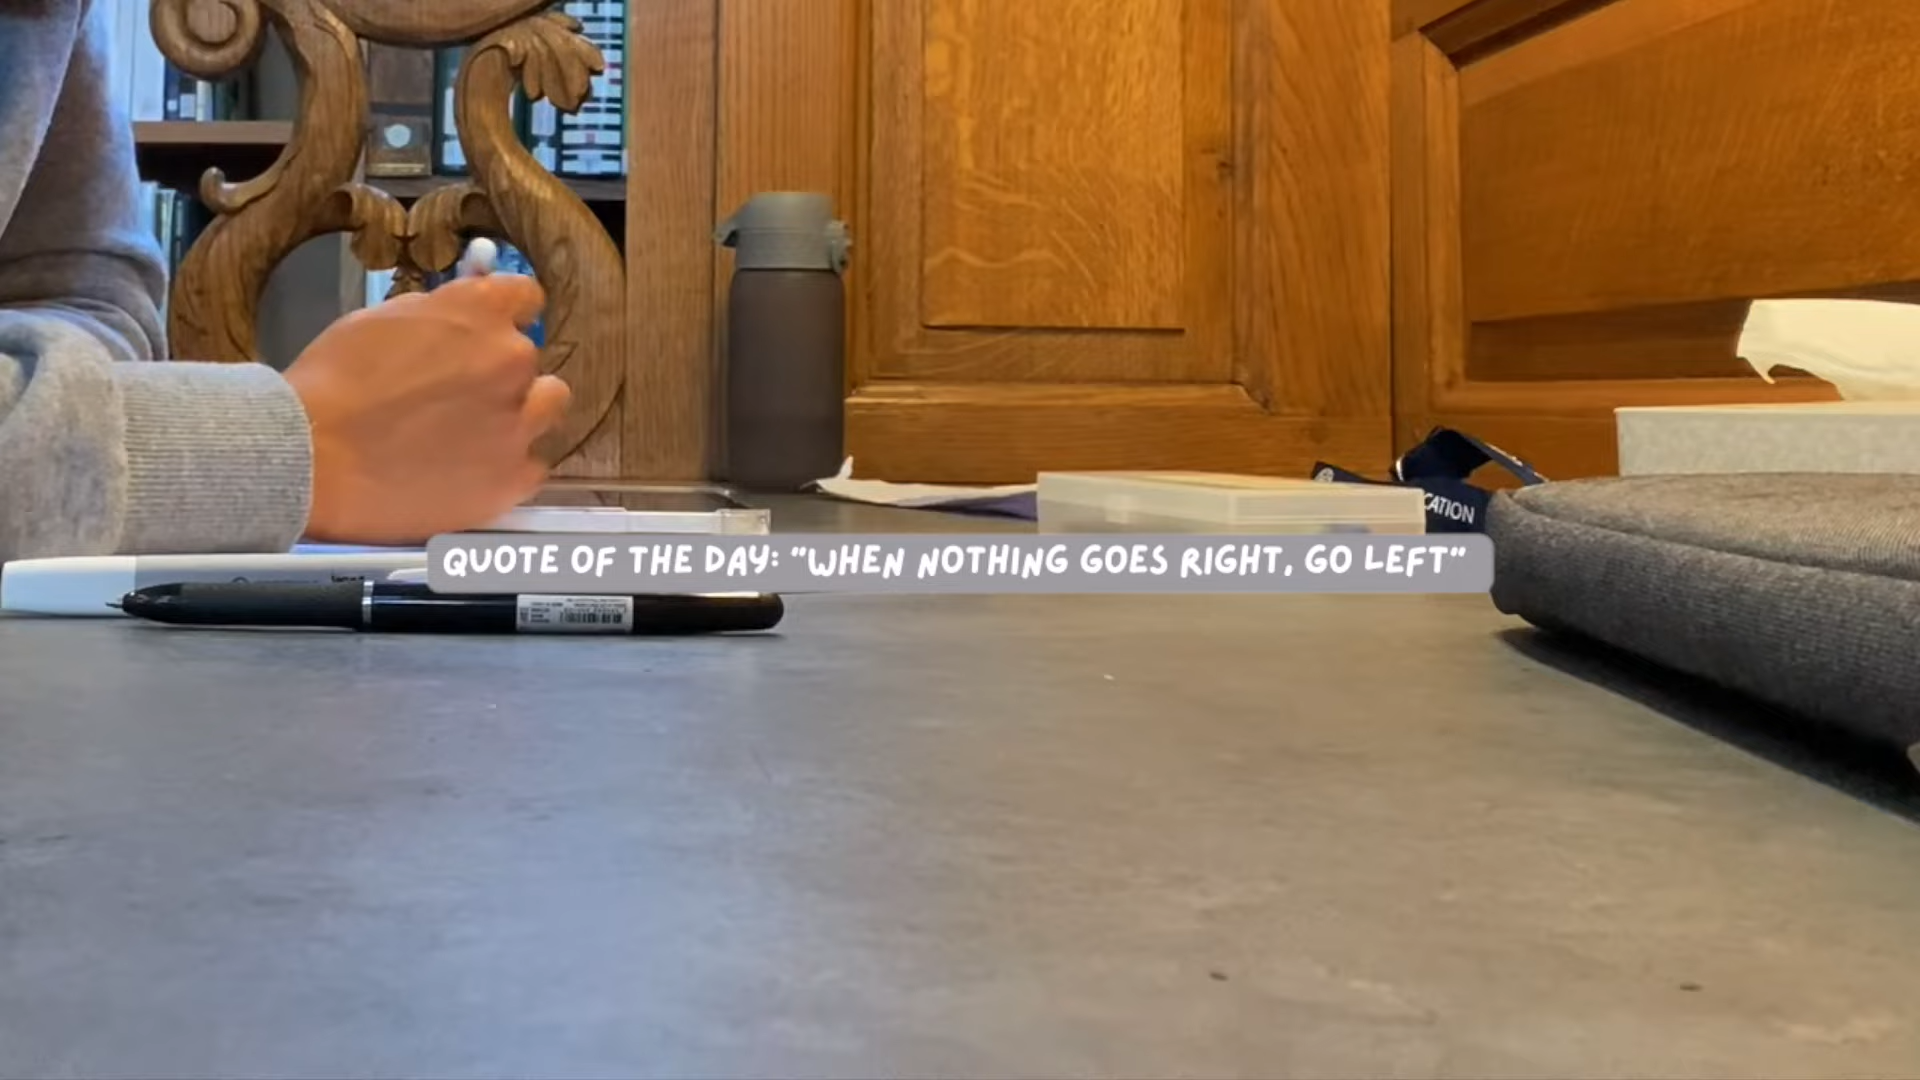 CATION
QUOTE OF THE DAY: "WHEN NOTHING GOES RIGHT, GO LEFT"